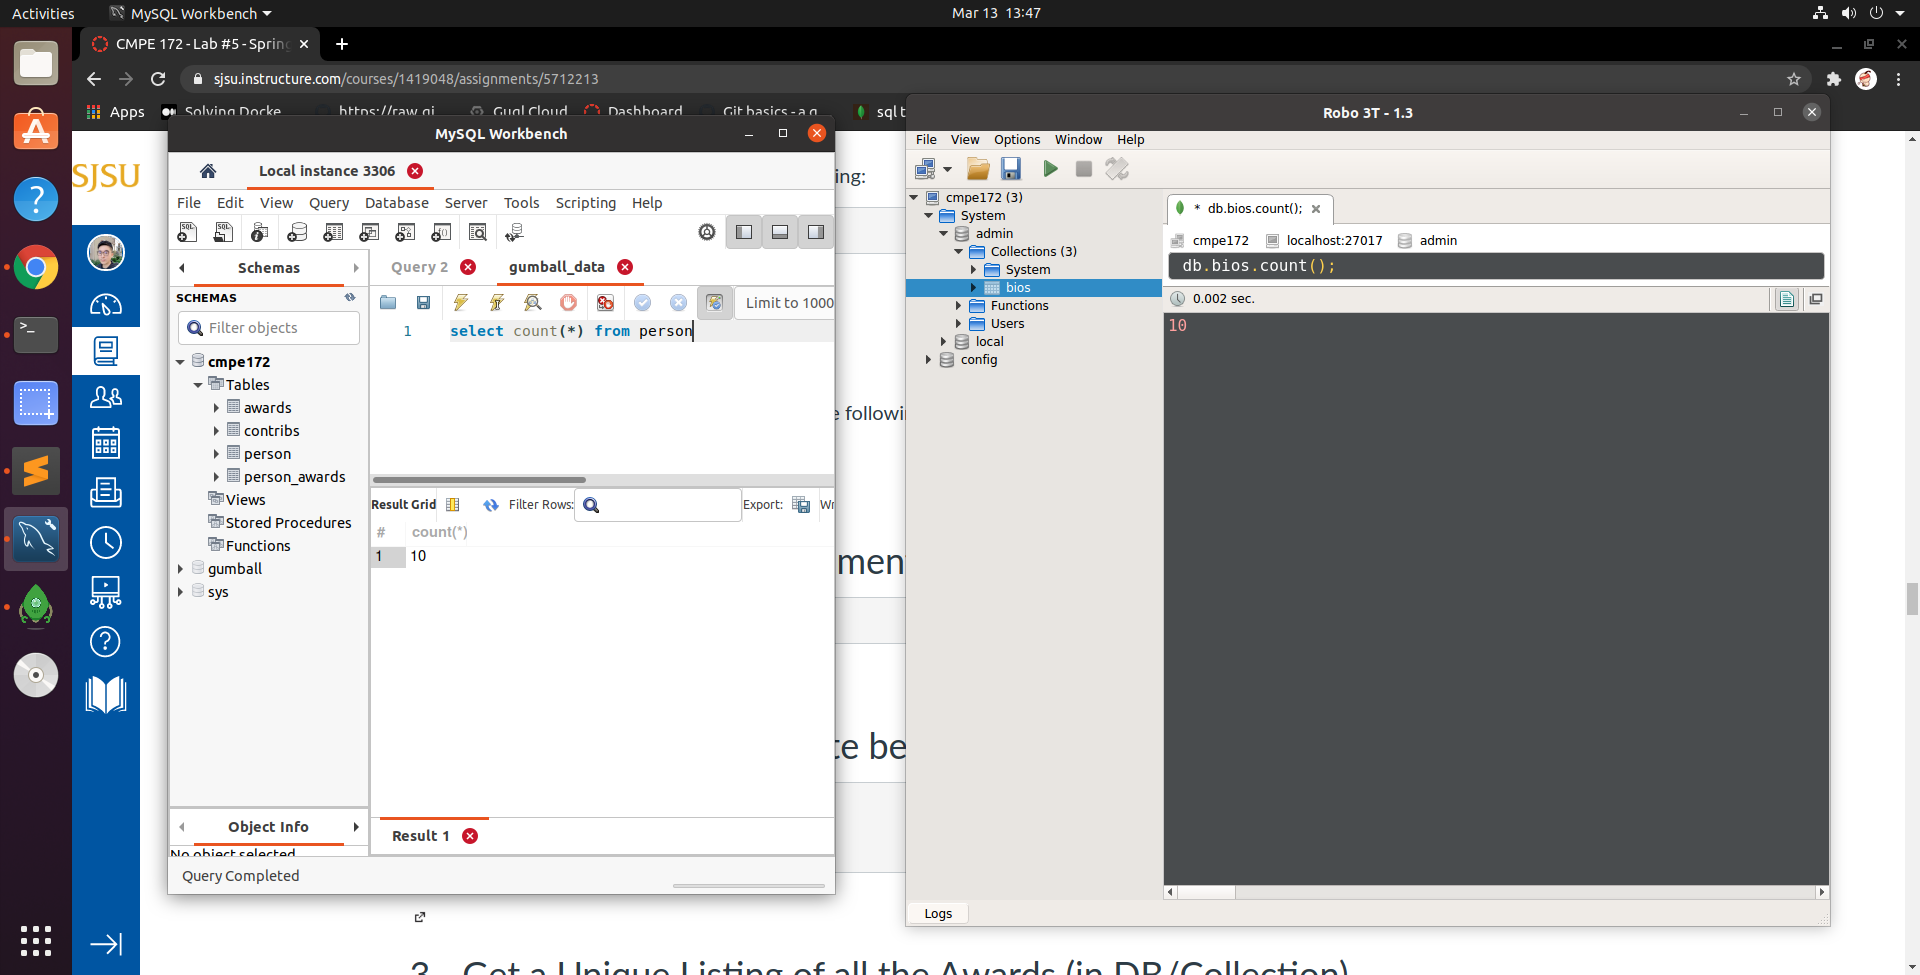 Activities
MySQL Workbench
Mar 13 13:47
CMPE 172 - Lab #5 - Spring
sjsu.instructure.com/courses/1419048/assignments/5712213
Apps
Solving Docke
https://raw.gi
Gugl Cloud
Dashboard
Git basics - a g
sql t
SJSU
MySQL Workbench
Local instance 3306
File Edit View Query Database Server Tools Scripting Help
Schemas
Query 2
gumball_data
SCHEMAS
Filter objects
Limit to 1000
1 select count(*) from person
cmpe172
Tables
awards
contribs
person
person_awards
Views
Stored Procedures
Functions
gumball
sys
Result Grid
Filter Rows:
Export:
Wr
# count(*)
1 10
Object Info
No object selected
Result 1
Query Completed
ing:
e followi
men
te be
Robo 3T - 1.3
File View Options Window Help
cmpe172 (3)
System
admin
Collections (3)
System
bios
Functions
Users
local
config
* db.bios.count();
cmpe172 localhost:27017 admin
db.bios.count();
0.002 sec.
10
Logs
3. Get a Unique Listing of all the Awards (in DB/Collection)